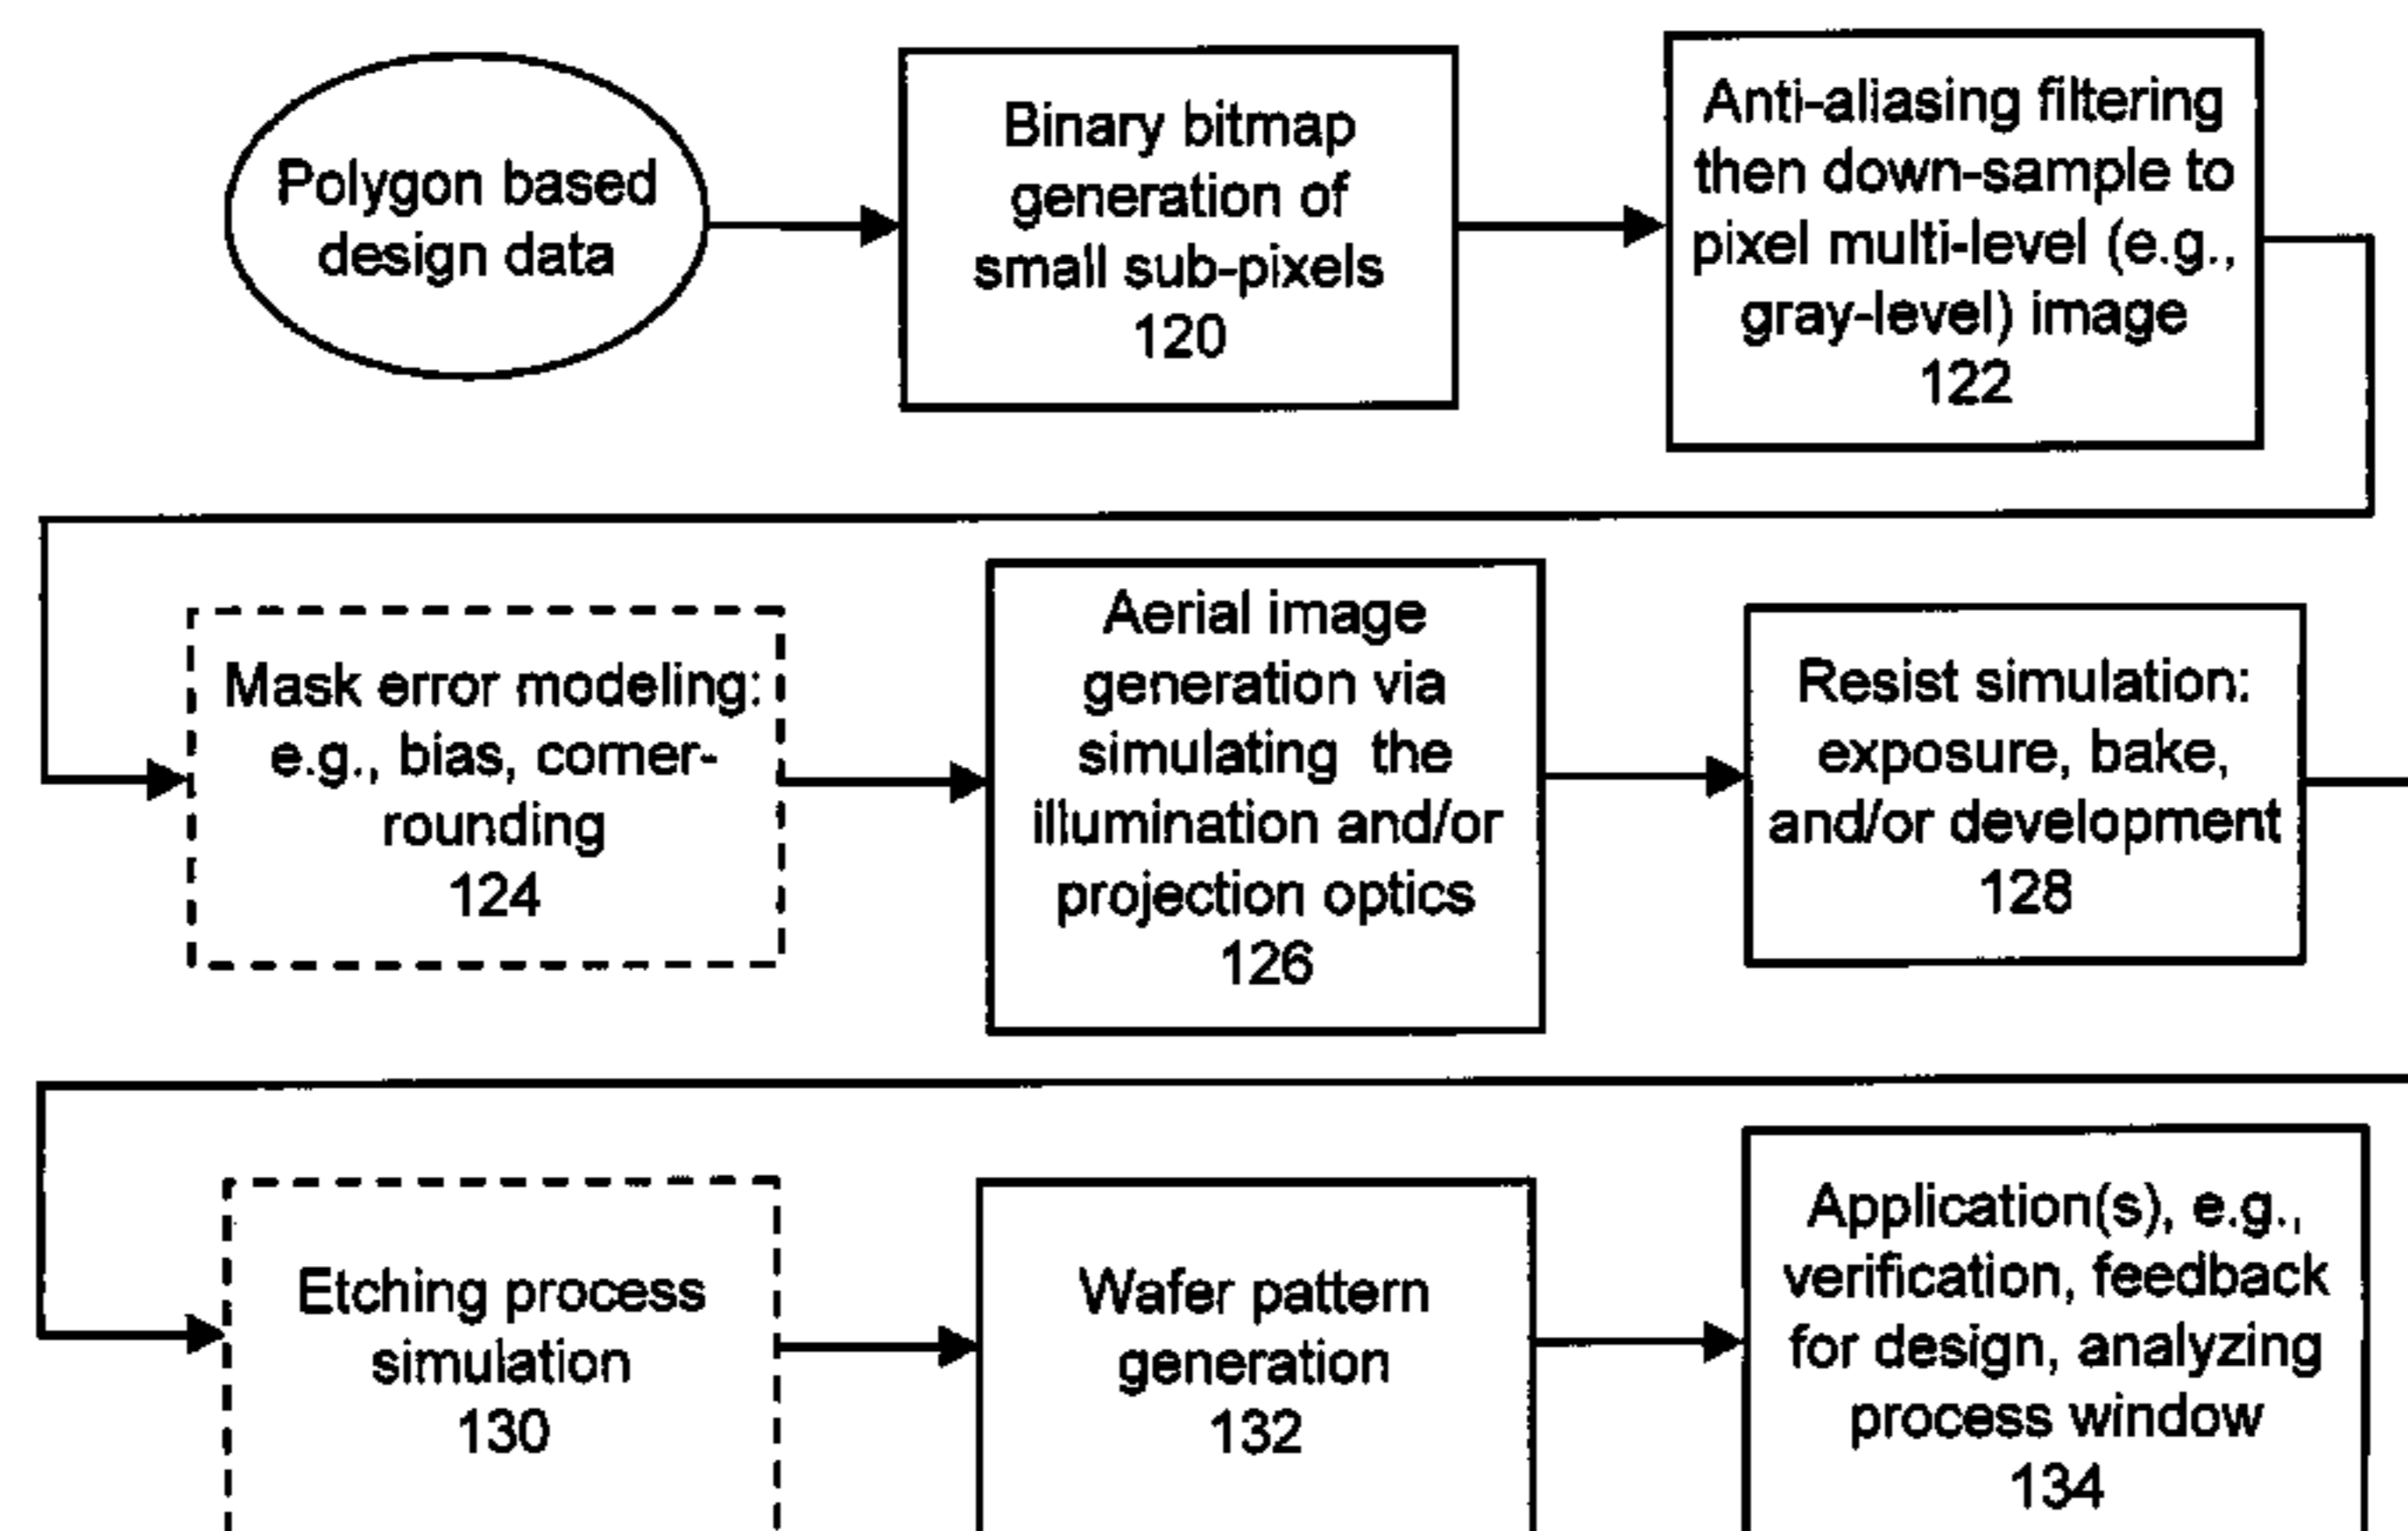 Polygon based
design data
Binary bitmap
generation of
small sub-pixels
120
Anti-aliasing filtering
then down-sample to
pixel multi-level (e.g.,
gray-level) image
122
Mask error modeling:
e.g., bias, corner-
rounding
124
Aerial image
generation via
simulating the
illumination and/or
projection optics
126
Resist simulation:
exposure, bake,
and/or development
128
Etching process
simulation
130
Wafer pattern
generation
132
Application(s), e.g.,
verification, feedback
for design, analyzing
process window
134